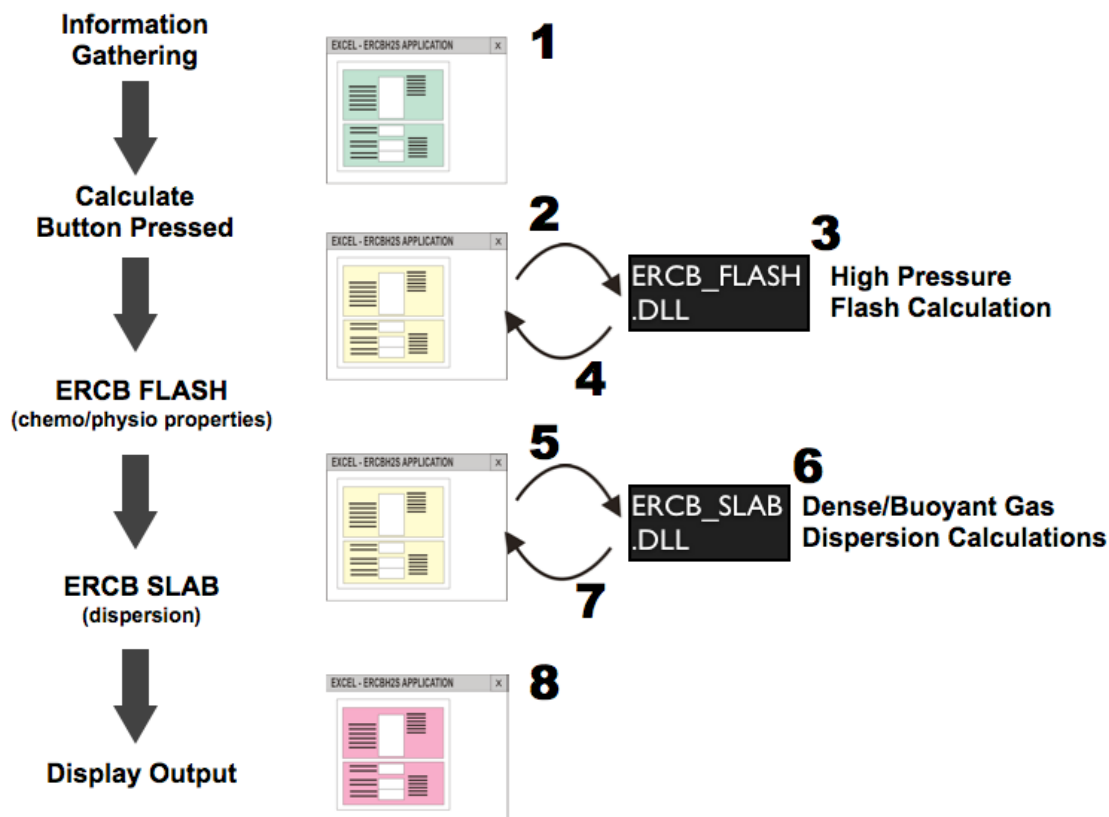 Information
Gathering
EXCEL - ERCBH2S APPLICATION X
1
Calculate
Button Pressed
EXCEL - ERCBH2S APPLICATION X
2
3
ERCB_FLASH
.DLL
High Pressure
Flash Calculation
4
ERCB FLASH
(chemo/physio properties)
EXCEL - ERCBH2S APPLICATION X
5
6
ERCB_SLAB
.DLL
Dense/Buoyant Gas
Dispersion Calculations
7
ERCB SLAB
(dispersion)
EXCEL - ERCBH2S APPLICATION X
8
Display Output